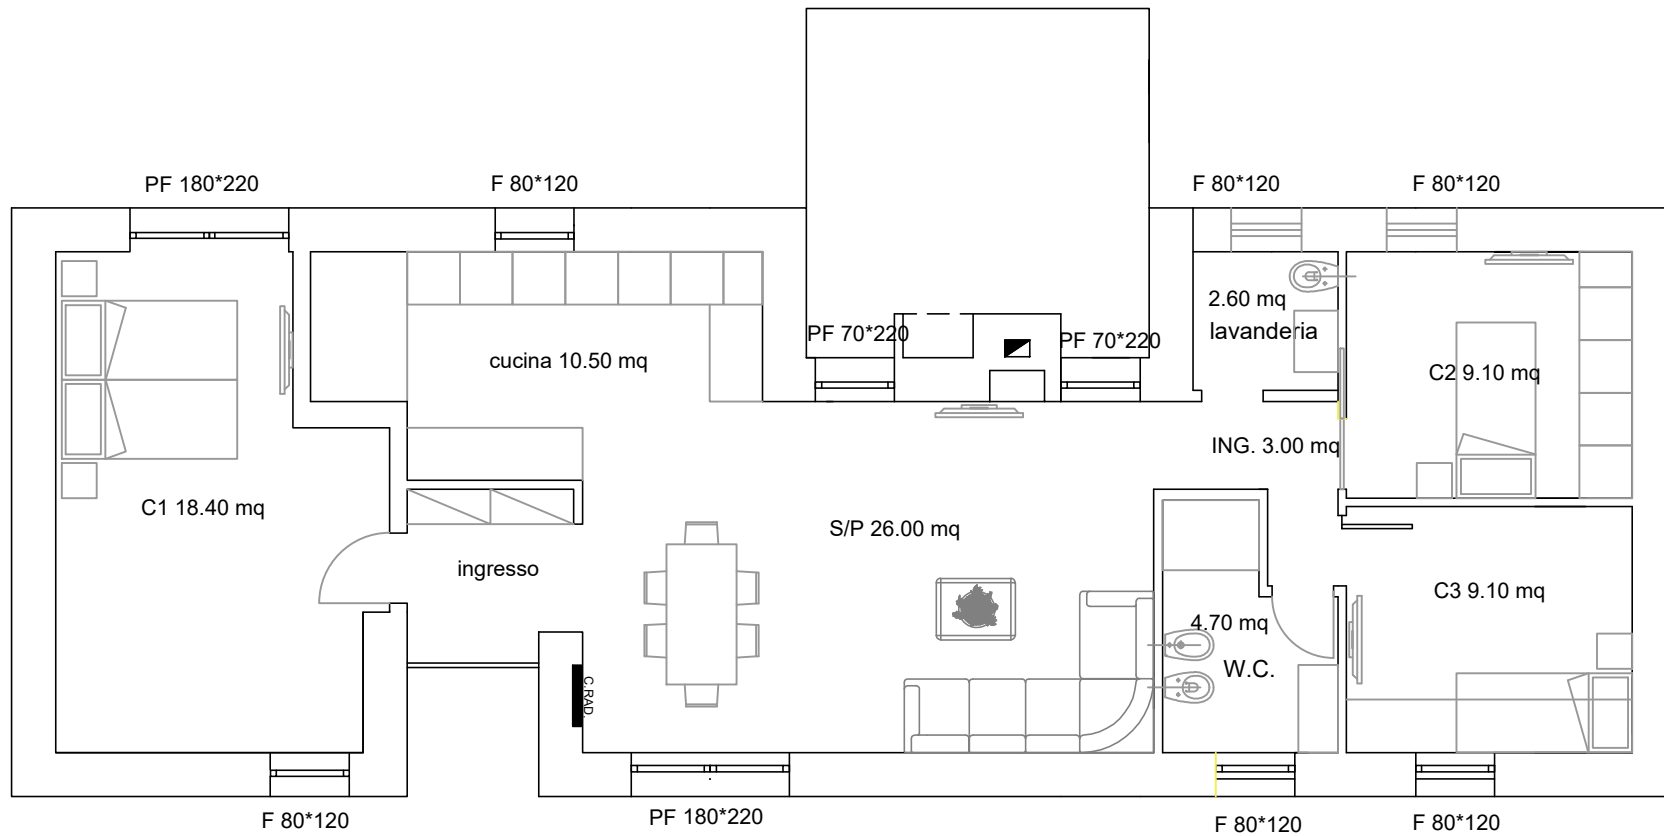 PF 180*220
F 80*120
F 80*120
F 80*120
2.60 mq
lavanderia
PF 70*220
PF 70*220
cucina 10.50 mq
C2 9.10 mq
ING. 3.00 mq
C1 18.40 mq
S/P 26.00 mq
ingresso
C3 9.10 mq
4.70 mq
W.C.
C.RAD.
F 80*120
PF 180*220
F 80*120
F 80*120